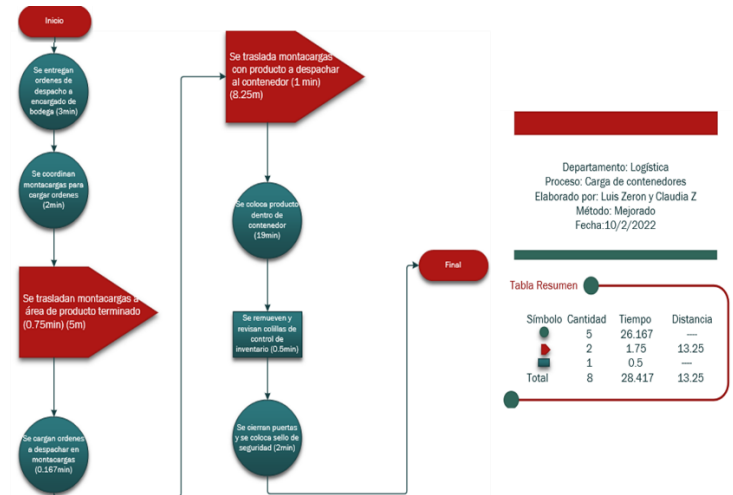 Inicio
Se entregan
ordenes de
despacho a
encargado de
bodega (3min)
Se coordinan
montacargas para
cargar ordenes
(2min)
Se trasladan montacargas a
área de producto terminado
(0.75min) (5m)
Se cargan ordenes
a despachar en
montacargas
(0.167min)
Se traslada montacargas
con producto a despachar
al contenedor (1 min)
(8.25m)
Se coloca producto
dentro de
contenedor
(19min)
Se remueven y
revisan colillas de
control de
inventario (0.5min)
Se cierran puertas
y se coloca sello de
seguridad (2min)
Final
Departamento: Logística
Proceso: Carga de contenedores
Elaborado por: Luis Zeron y Claudia Z
Método: Mejorado
Fecha:10/2/2022
Tabla Resumen
Símbolo Cantidad Tiempo Distancia
5 26.167 —
2 1.75 13.25
1 0.5 —
Total 8 28.417 13.25